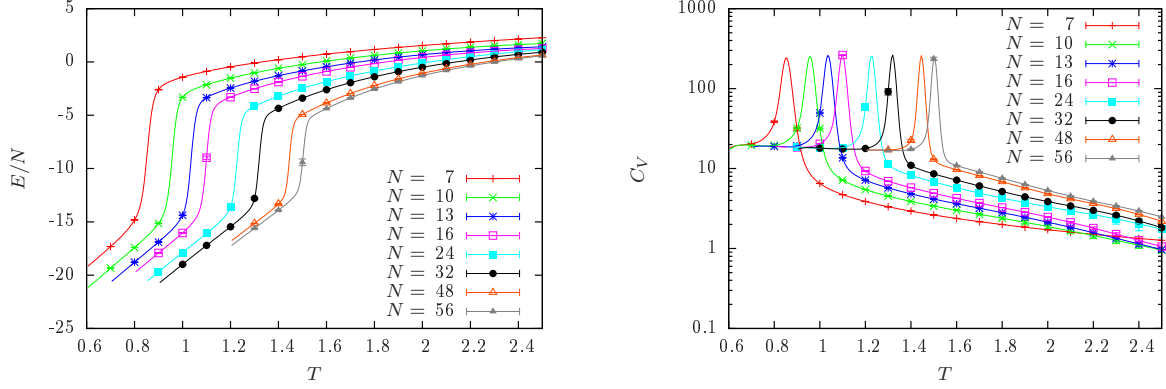 5
0
-5
-10
-15
-20
-25
E/N
0.6 0.8 1 1.2 1.4 1.6 1.8 2 2.2 2.4
T
N = 7
N = 10
N = 13
N = 16
N = 24
N = 32
N = 48
N = 56
1000
100
10
1
0.1
C_V
0.6 0.8 1 1.2 1.4 1.6 1.8 2 2.2 2.4
T
N = 7
N = 10
N = 13
N = 16
N = 24
N = 32
N = 48
N = 56